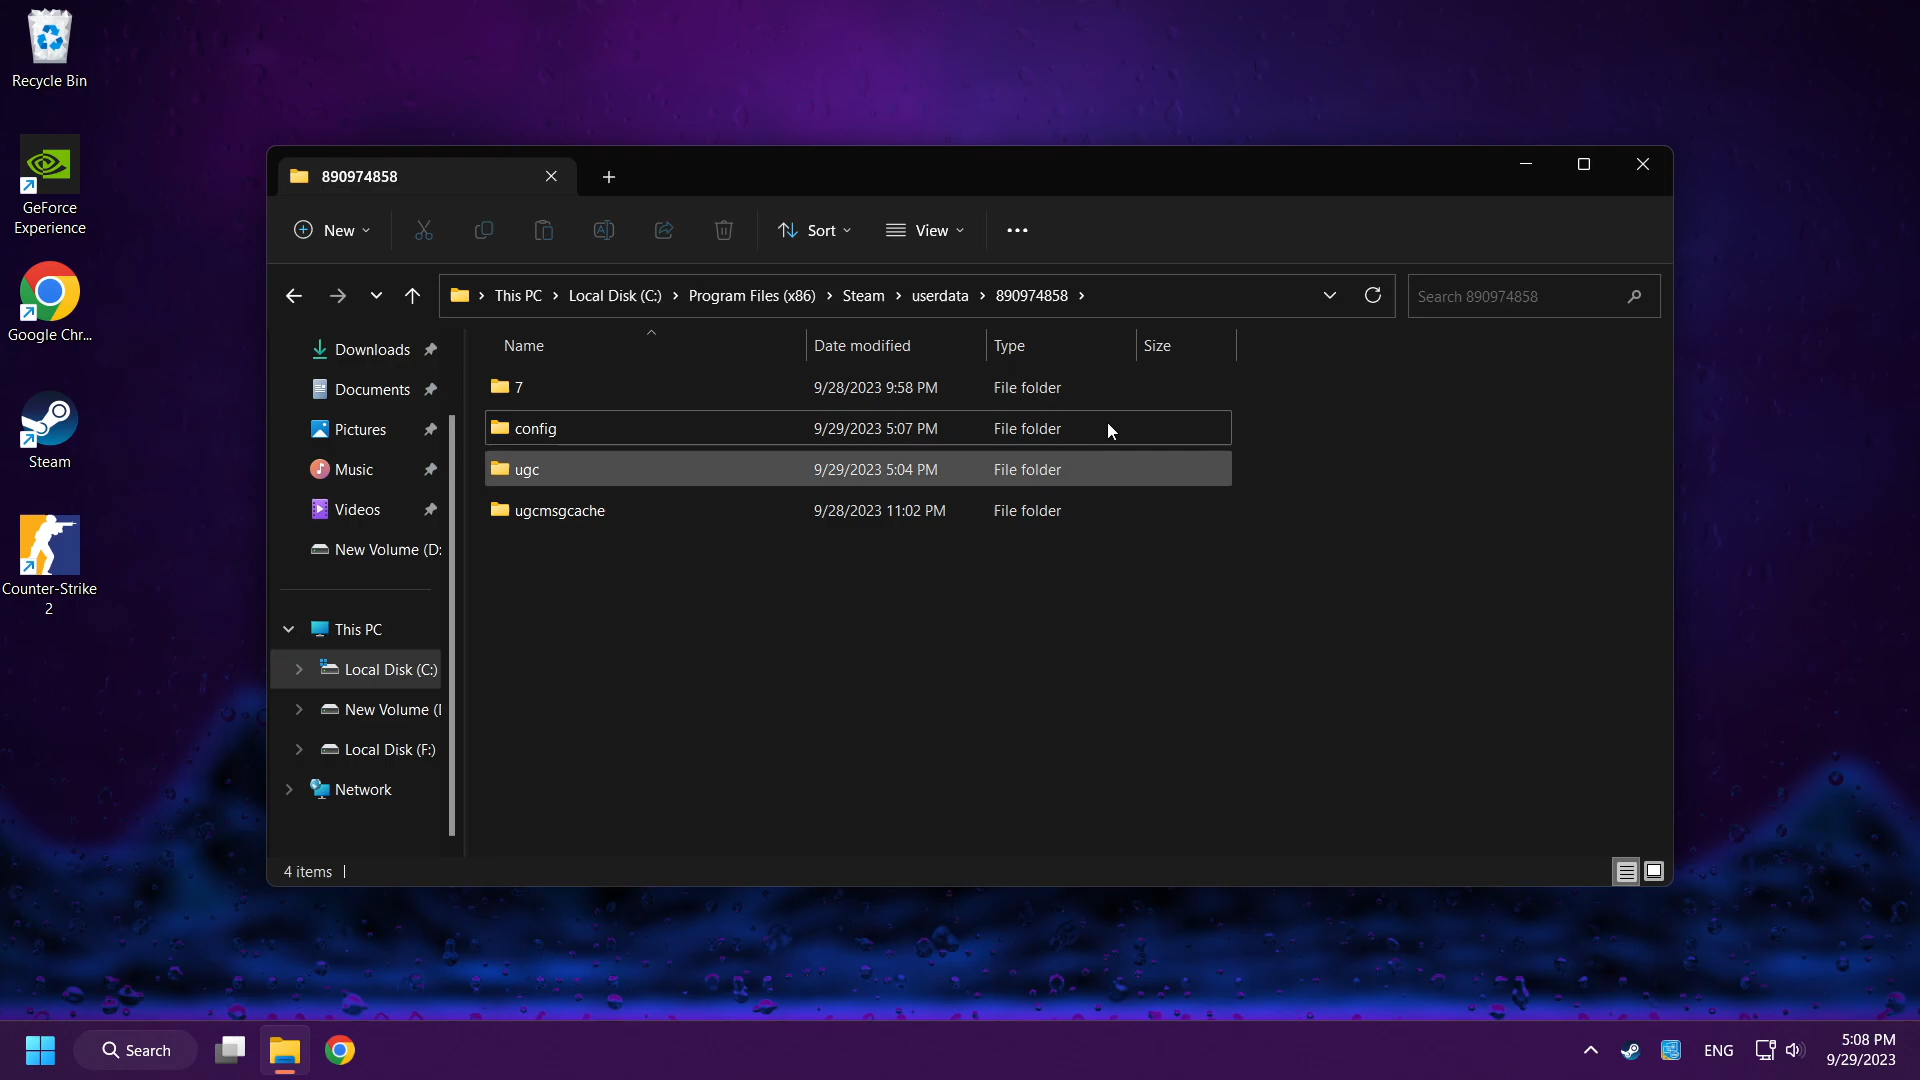 Recycle Bin
GeForce
Experience
Google Chr...
Steam
Counter-Strike
2
890974858
New
Sort
View
This PC
Local Disk (C:)
Program Files (x86)
Steam
userdata
890974858
Search 890974858
Downloads
Documents
Pictures
Music
Videos
New Volume (D:
This PC
Local Disk (C:)
New Volume (
Local Disk (F:)
Network
Name Date modified Type Size
7 9/28/2023 9:58 PM File folder
config 9/29/2023 5:07 PM File folder
ugc 9/29/2023 5:04 PM File folder
ugcmsgcache 9/28/2023 11:02 PM File folder
4 items
Search
ENG
5:08 PM
9/29/2023